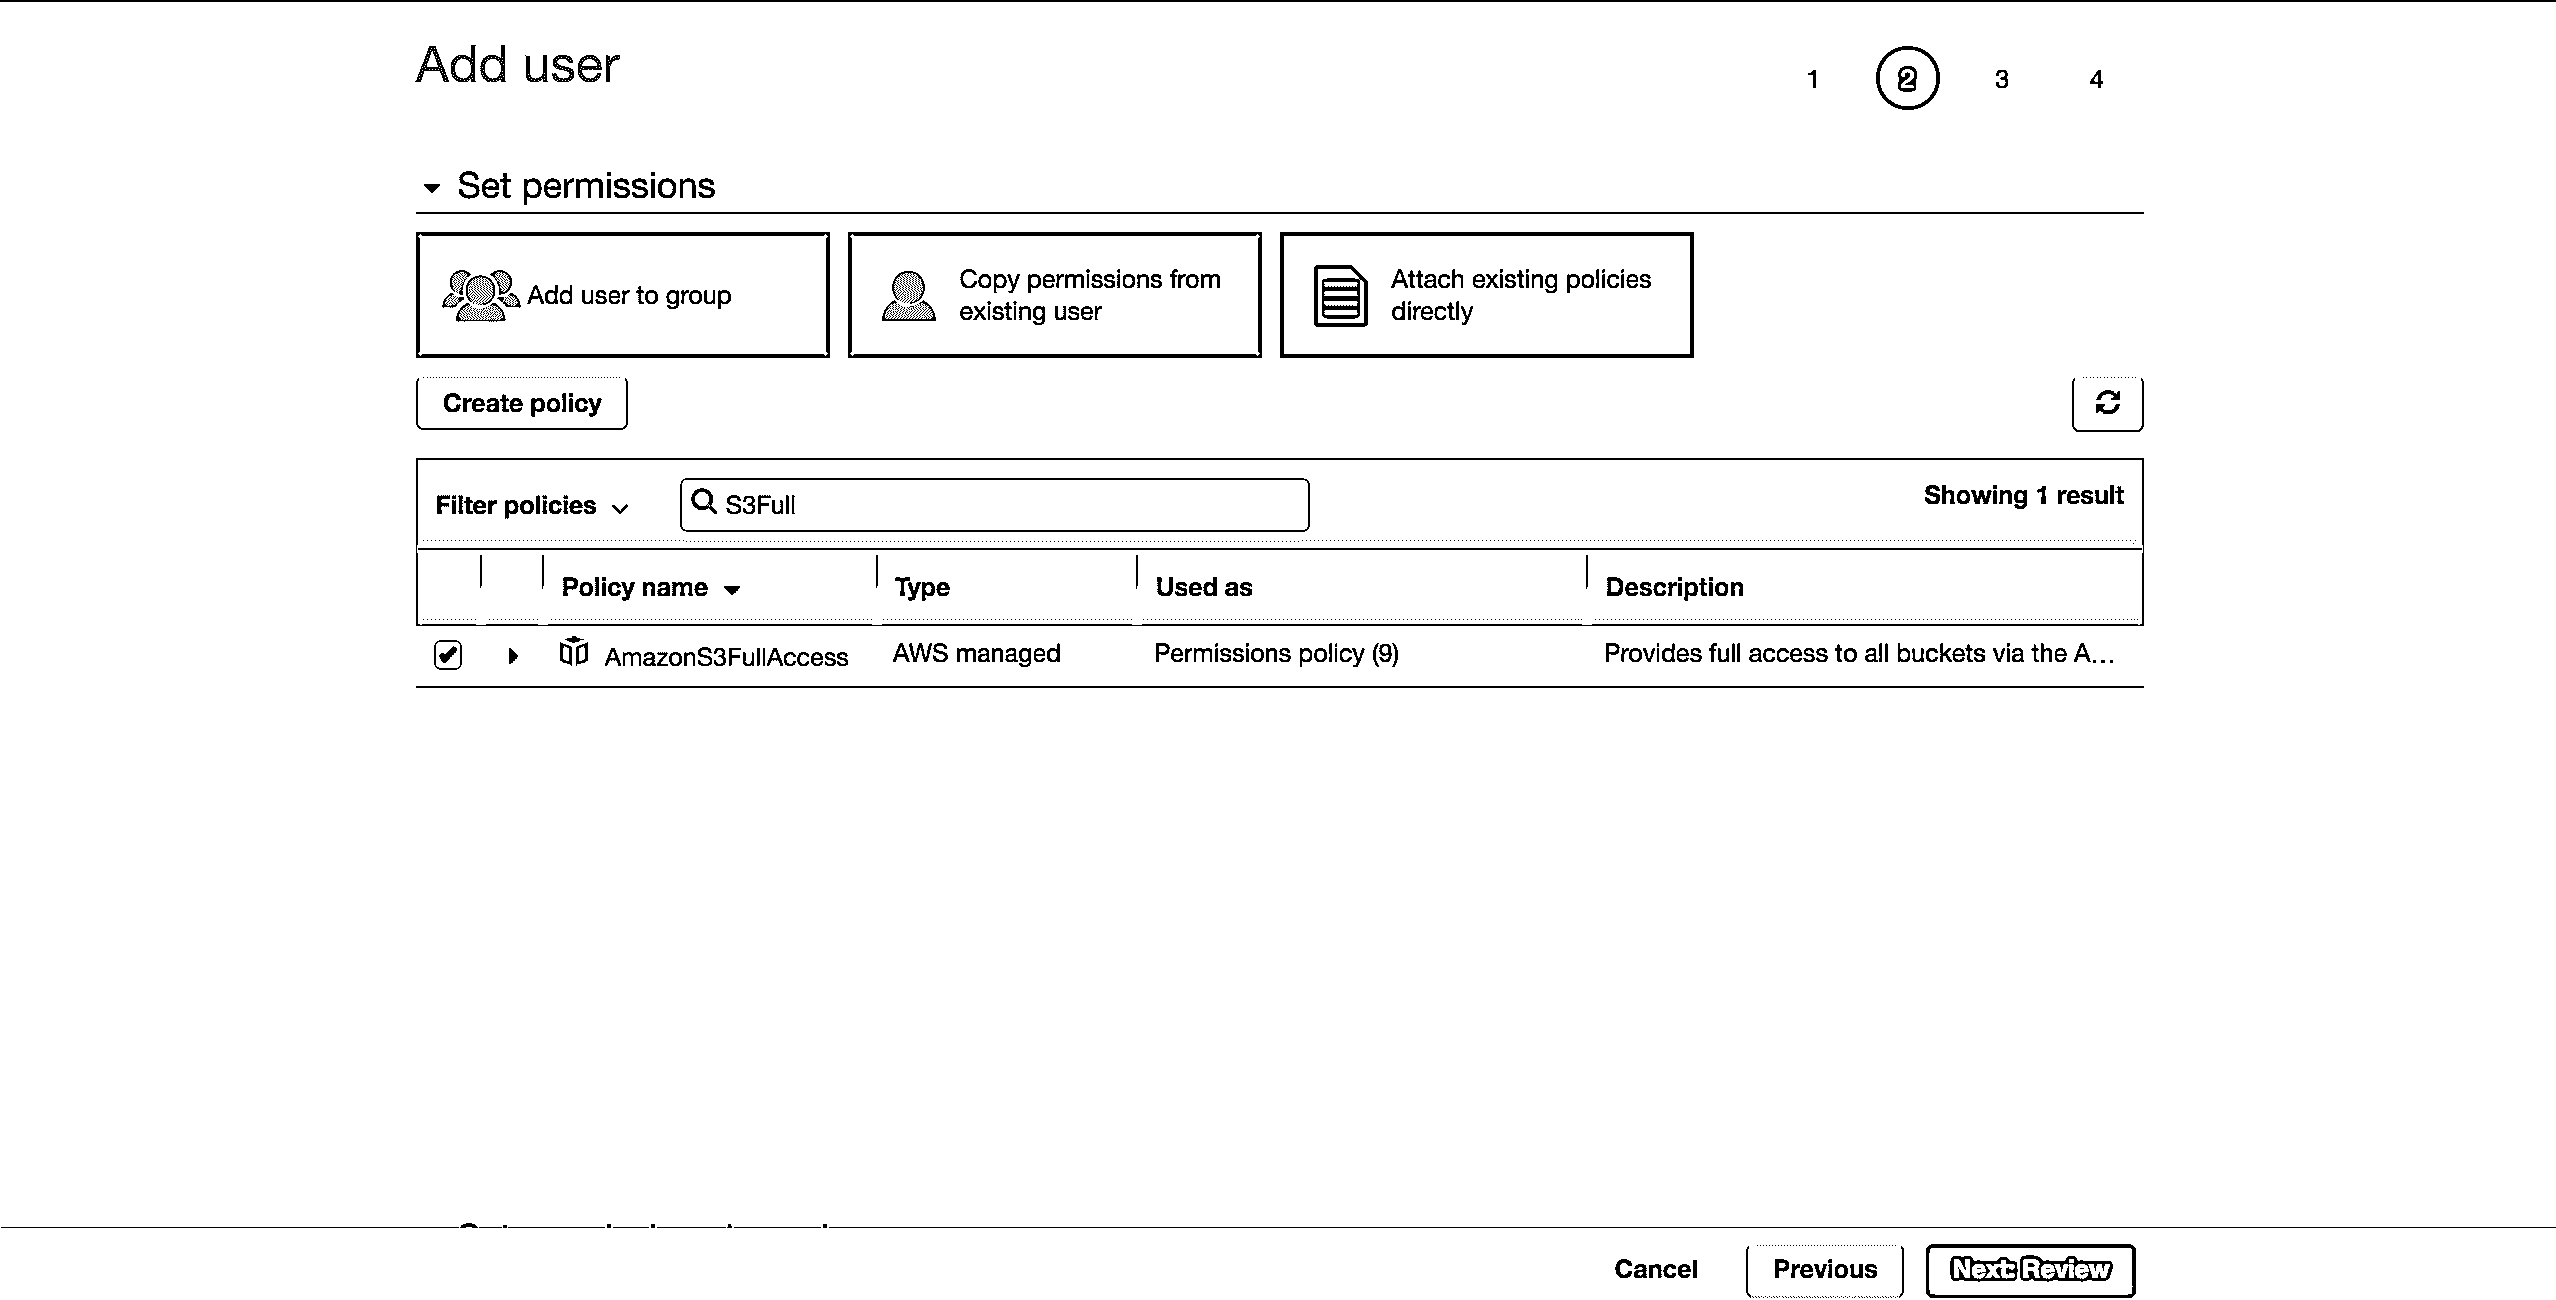 Add user
1 2 3 4
Set permissions
Add user to group
Copy permissions from
existing user
Attach existing policies
directly
Create policy
Filter policies
S3Full
Showing 1 result
Policy name Type Used as Description
AmazonS3FullAccess AWS managed Permissions policy (9) Provides full access to all buckets via the A...
Cancel Previous Next: Review